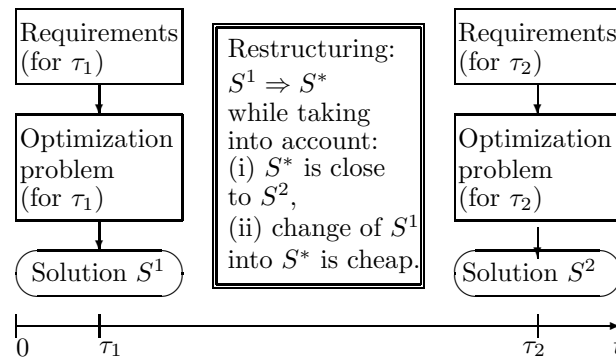 Requirements
(for τ₁)
Optimization
problem
(for τ₁)
Solution S¹
Restructuring:
S¹ ⇒ S*
while taking
into account:
(i) S* is close
to S²,
(ii) change of S¹
into S* is cheap.
Requirements
(for τ₂)
Optimization
problem
(for τ₂)
Solution S²
0 τ₁ τ₂ t